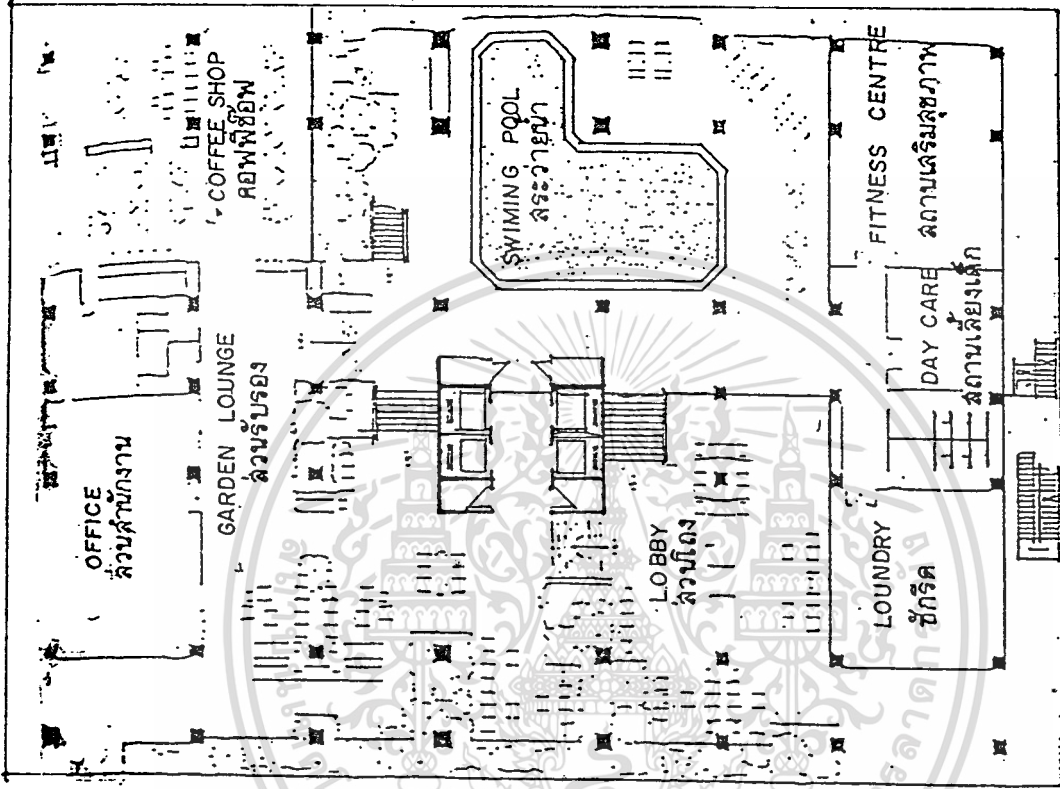 OFFICE
ส่วนสำนักงาน
GARDEN LOUNGE
ส่วนรับรอง
COFFEE SHOP
คอฟฟี่ช็อพ
SWIMING POOL
สระว่ายน้ำ
LOBBY
ส่วนโถง
LOUNDRY
ซักรีด
DAY CARE
สถานเลี้ยงเด็ก
FITNESS CENTRE
สถานเสริมสุขภาพ